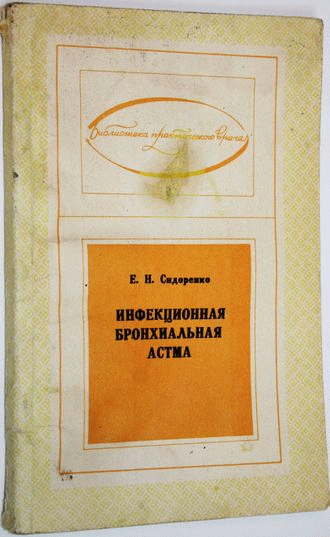 Библиотека практического врача
Е. Н. Сидоренко
ИНФЕКЦИОННАЯ
БРОНХИАЛЬНАЯ
АСТМА